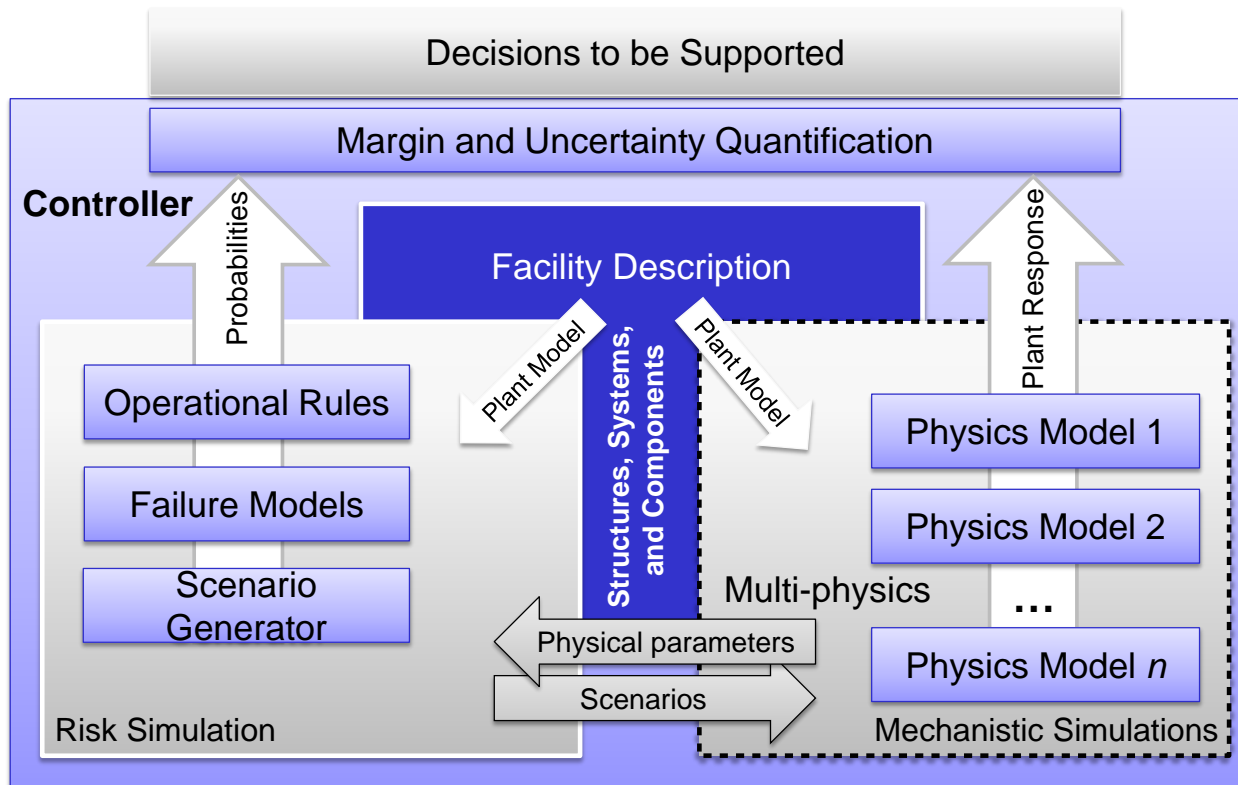 Decisions to be Supported
Margin and Uncertainty Quantification
Controller
Probabilities
Plant Response
Facility Description
Plant Model
Plant Model
Structures, Systems,
and Components
Operational Rules
Failure Models
Scenario
Generator
Risk Simulation
Physics Model 1
Physics Model 2
Multi-physics
...
Physics Model n
Mechanistic Simulations
Physical parameters
Scenarios